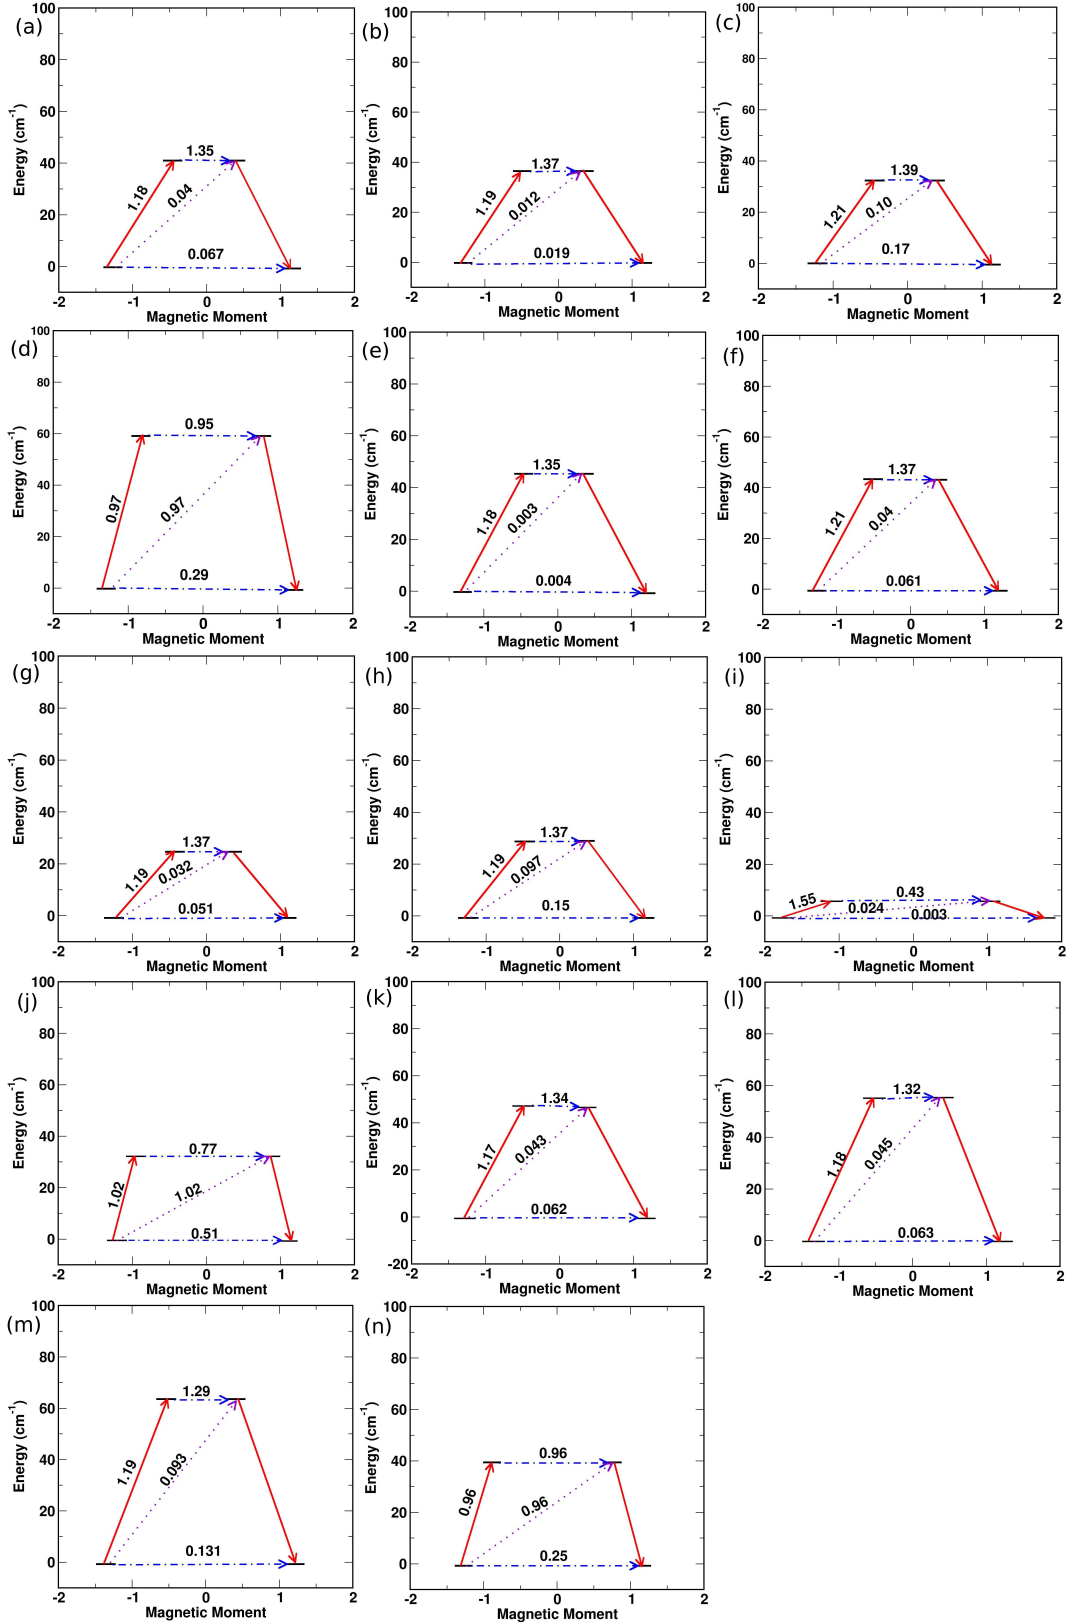 (a)
Energy (cm-1)
100
80
60
40
20
0
1.35
1.18
0.04
0.067
-2 -1 0 1 2
Magnetic Moment
(b)
Energy (cm-1)
100
80
60
40
20
0
1.37
1.19
0.012
0.019
-2 -1 0 1 2
Magnetic Moment
(c)
Energy (cm-1)
100
80
60
40
20
0
1.39
1.21
0.10
0.17
-2 -1 0 1 2
Magnetic Moment
(d)
Energy (cm-1)
100
80
60
40
20
0
0.95
0.97
0.97
0.29
-2 -1 0 1 2
Magnetic Moment
(e)
Energy (cm-1)
100
80
60
40
20
0
1.35
1.18
0.003
0.004
-2 -1 0 1 2
Magnetic Moment
(f)
Energy (cm-1)
100
80
60
40
20
0
1.37
1.21
0.04
0.061
-2 -1 0 1 2
Magnetic Moment
(g)
Energy (cm-1)
100
80
60
40
20
0
1.37
1.19
0.032
0.051
-2 -1 0 1 2
Magnetic Moment
(h)
Energy (cm-1)
100
80
60
40
20
0
1.37
1.19
0.097
0.15
-2 -1 0 1 2
Magnetic Moment
(i)
Energy (cm-1)
100
80
60
40
20
0
0.43
1.55
0.024
0.003
-2 -1 0 1 2
Magnetic Moment
(j)
Energy (cm-1)
100
80
60
40
20
0
0.77
1.02
1.02
0.51
-2 -1 0 1 2
Magnetic Moment
(k)
Energy (cm-1)
100
80
60
40
20
0
-20
1.34
1.17
0.043
0.062
-2 -1 0 1 2
Magnetic Moment
(l)
Energy (cm-1)
100
80
60
40
20
0
1.32
1.18
0.045
0.063
-2 -1 0 1 2
Magnetic Moment
(m)
Energy (cm-1)
100
80
60
40
20
0
1.29
1.19
0.093
0.131
-2 -1 0 1 2
Magnetic Moment
(n)
Energy (cm-1)
100
80
60
40
20
0
0.96
0.96
0.96
0.25
-2 -1 0 1 2
Magnetic Moment